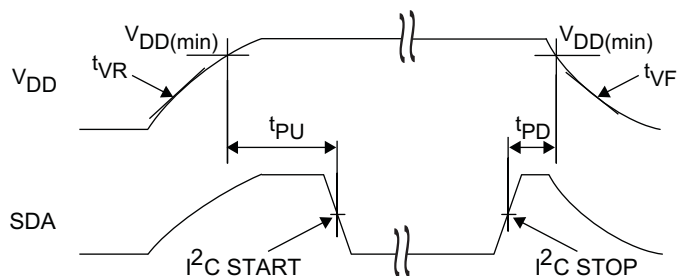 VDD(min) VDD(min)
VDD tVR tVF
tPU tPD
SDA
I²C START I²C STOP